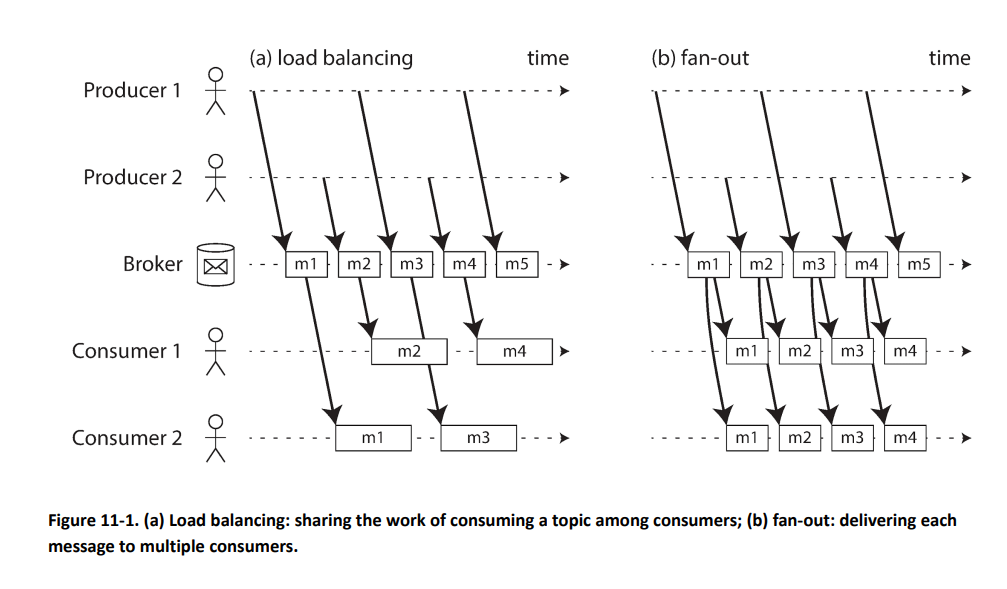 (a) load balancing time (b) fan-out time
Producer 1
Producer 2
Broker m1 m2 m3 m4 m5 m1 m2 m3 m4 m5
Consumer 1 m2 m4 m1 m2 m3 m4
Consumer 2 m1 m3 m1 m2 m3 m4
Figure 11-1. (a) Load balancing: sharing the work of consuming a topic among consumers; (b) fan-out: delivering each
message to multiple consumers.